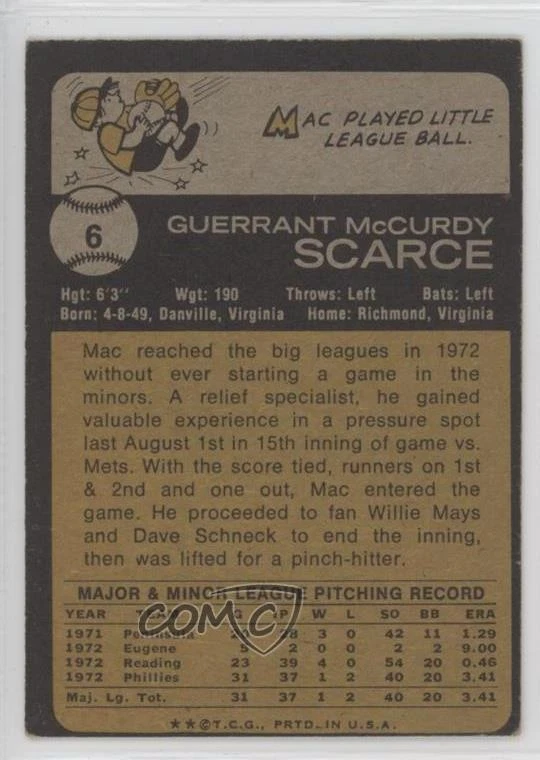 MAC PLAYED LITTLE
LEAGUE BALL.
6
GUERRANT McCURDY
SCARCE
Hgt: 6'3" Wgt: 190 Throws: Left Bats: Left
Born: 4-8-49, Danville, Virginia Home: Richmond, Virginia
Mac reached the big leagues in 1972
without ever starting a game in the
minors. A relief specialist, he gained
valuable experience in a pressure spot
last August 1st in 15th inning of game vs.
Mets. With the score tied, runners on 1st
& 2nd and one out, Mac entered the
game. He proceeded to fan Willie Mays
and Dave Schneck to end the inning,
then was lifted for a pinch-hitter.
MAJOR & MINOR LEAGUE PITCHING RECORD
YEAR TEAM G IP W L SO BB ERA
1971 Peninsula 20 28 3 0 42 11 1.29
1972 Eugene 5 2 0 0 2 2 9.00
1972 Reading 23 39 4 0 54 20 0.46
1972 Phillies 31 37 1 2 40 20 3.41
Maj. Lg. Tot. 31 37 1 2 40 20 3.41
★★©T.C.G., PRTD. IN U.S.A.
COMC